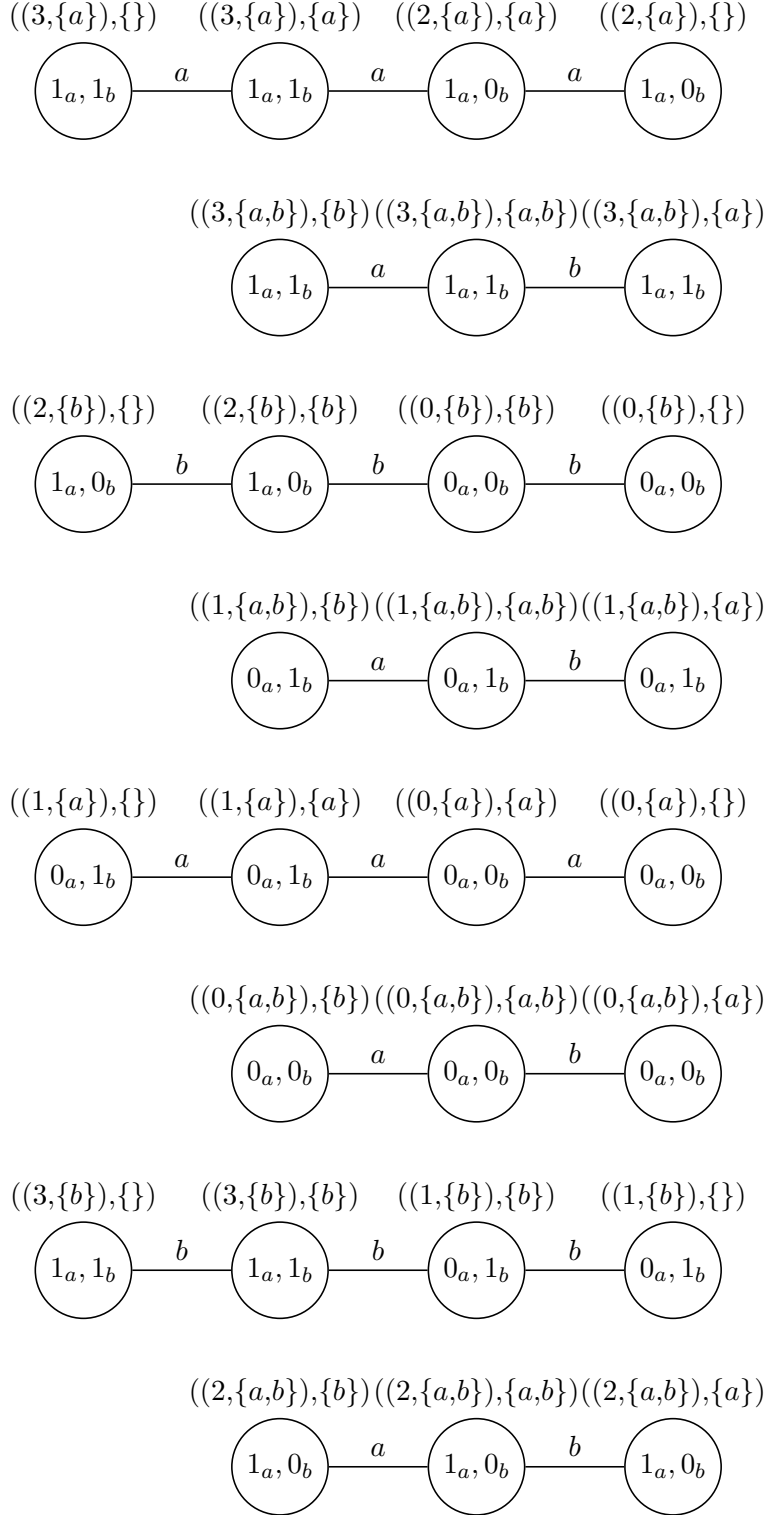 ((3,{a}),{}) ((3,{a}),{a}) ((2,{a}),{a}) ((2,{a}),{})
a a a
1a, 1b 1a, 1b 1a, 0b 1a, 0b
((3,{a,b}),{b}) ((3,{a,b}),{a,b}) ((3,{a,b}),{a})
a b
1a, 1b 1a, 1b 1a, 1b
((2,{b}),{}) ((2,{b}),{b}) ((0,{b}),{b}) ((0,{b}),{})
b b b
1a, 0b 1a, 0b 0a, 0b 0a, 0b
((1,{a,b}),{b}) ((1,{a,b}),{a,b}) ((1,{a,b}),{a})
a b
0a, 1b 0a, 1b 0a, 1b
((1,{a}),{}) ((1,{a}),{a}) ((0,{a}),{a}) ((0,{a}),{})
a a a
0a, 1b 0a, 1b 0a, 0b 0a, 0b
((0,{a,b}),{b}) ((0,{a,b}),{a,b}) ((0,{a,b}),{a})
a b
0a, 0b 0a, 0b 0a, 0b
((3,{b}),{}) ((3,{b}),{b}) ((1,{b}),{b}) ((1,{b}),{})
b b b
1a, 1b 1a, 1b 0a, 1b 0a, 1b
((2,{a,b}),{b}) ((2,{a,b}),{a,b}) ((2,{a,b}),{a})
a b
1a, 0b 1a, 0b 1a, 0b